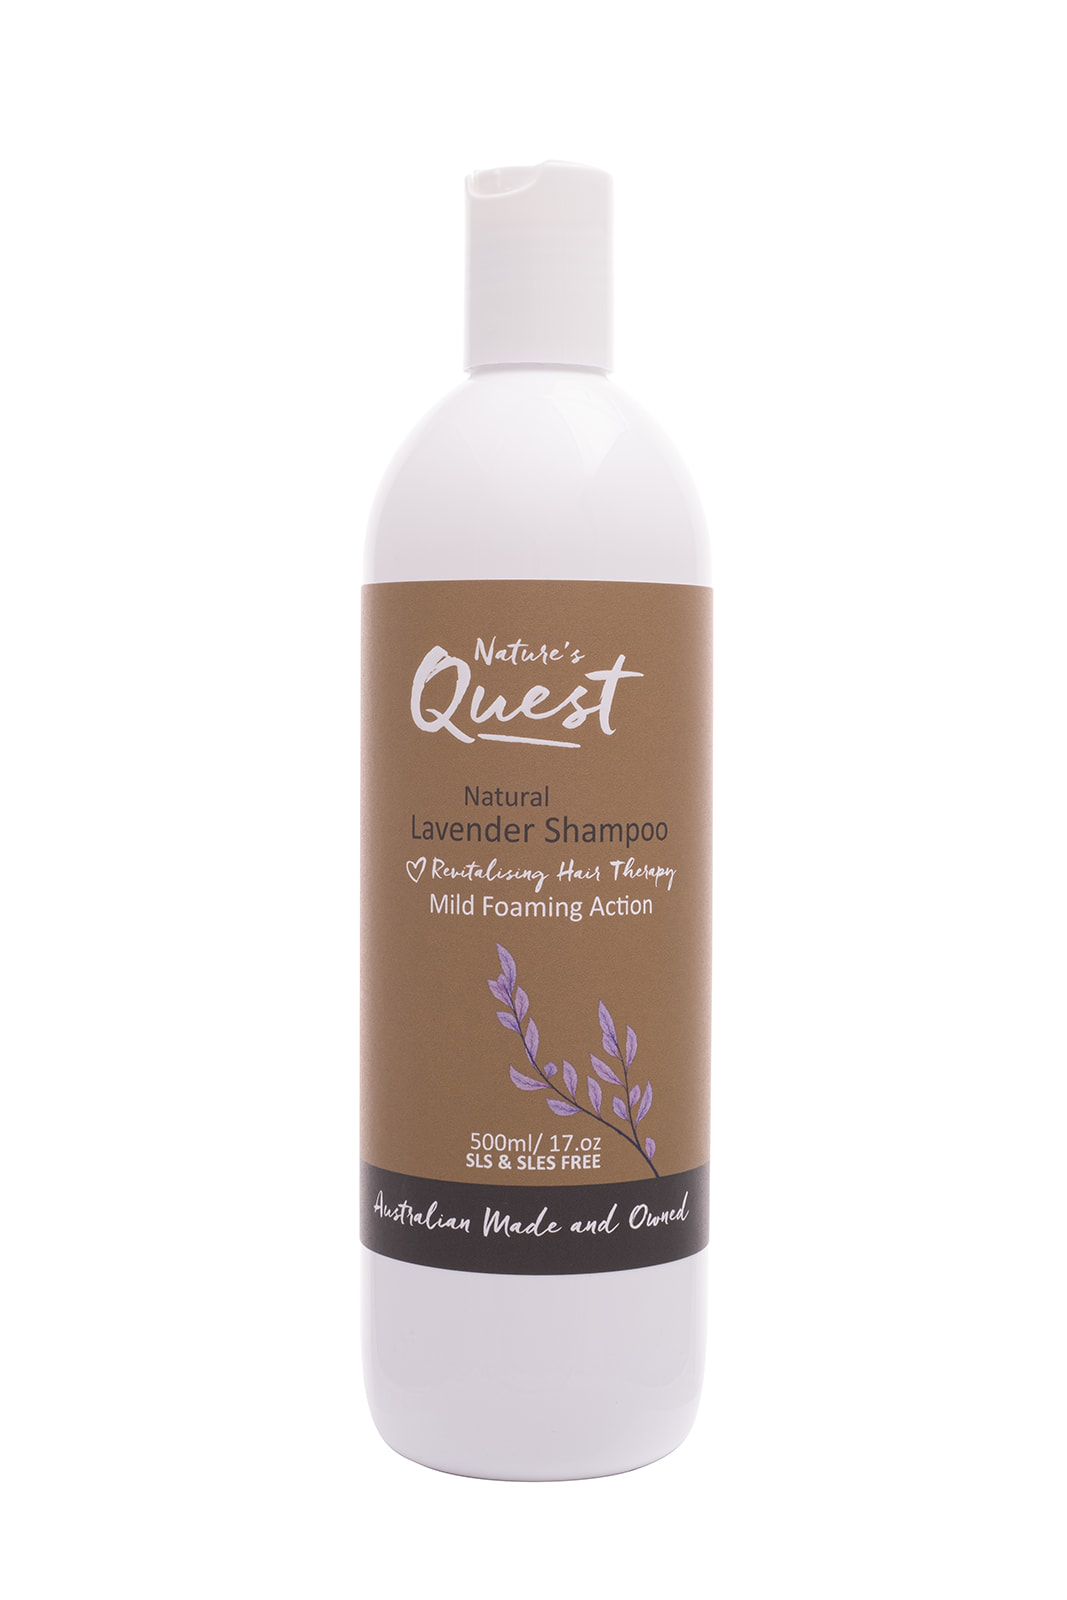 Nature's
Quest
Natural
Lavender Shampoo
Revitalising Hair Therapy
Mild Foaming Action
500ml/ 17.oz
SLS & SLES FREE
Australian Made and Owned